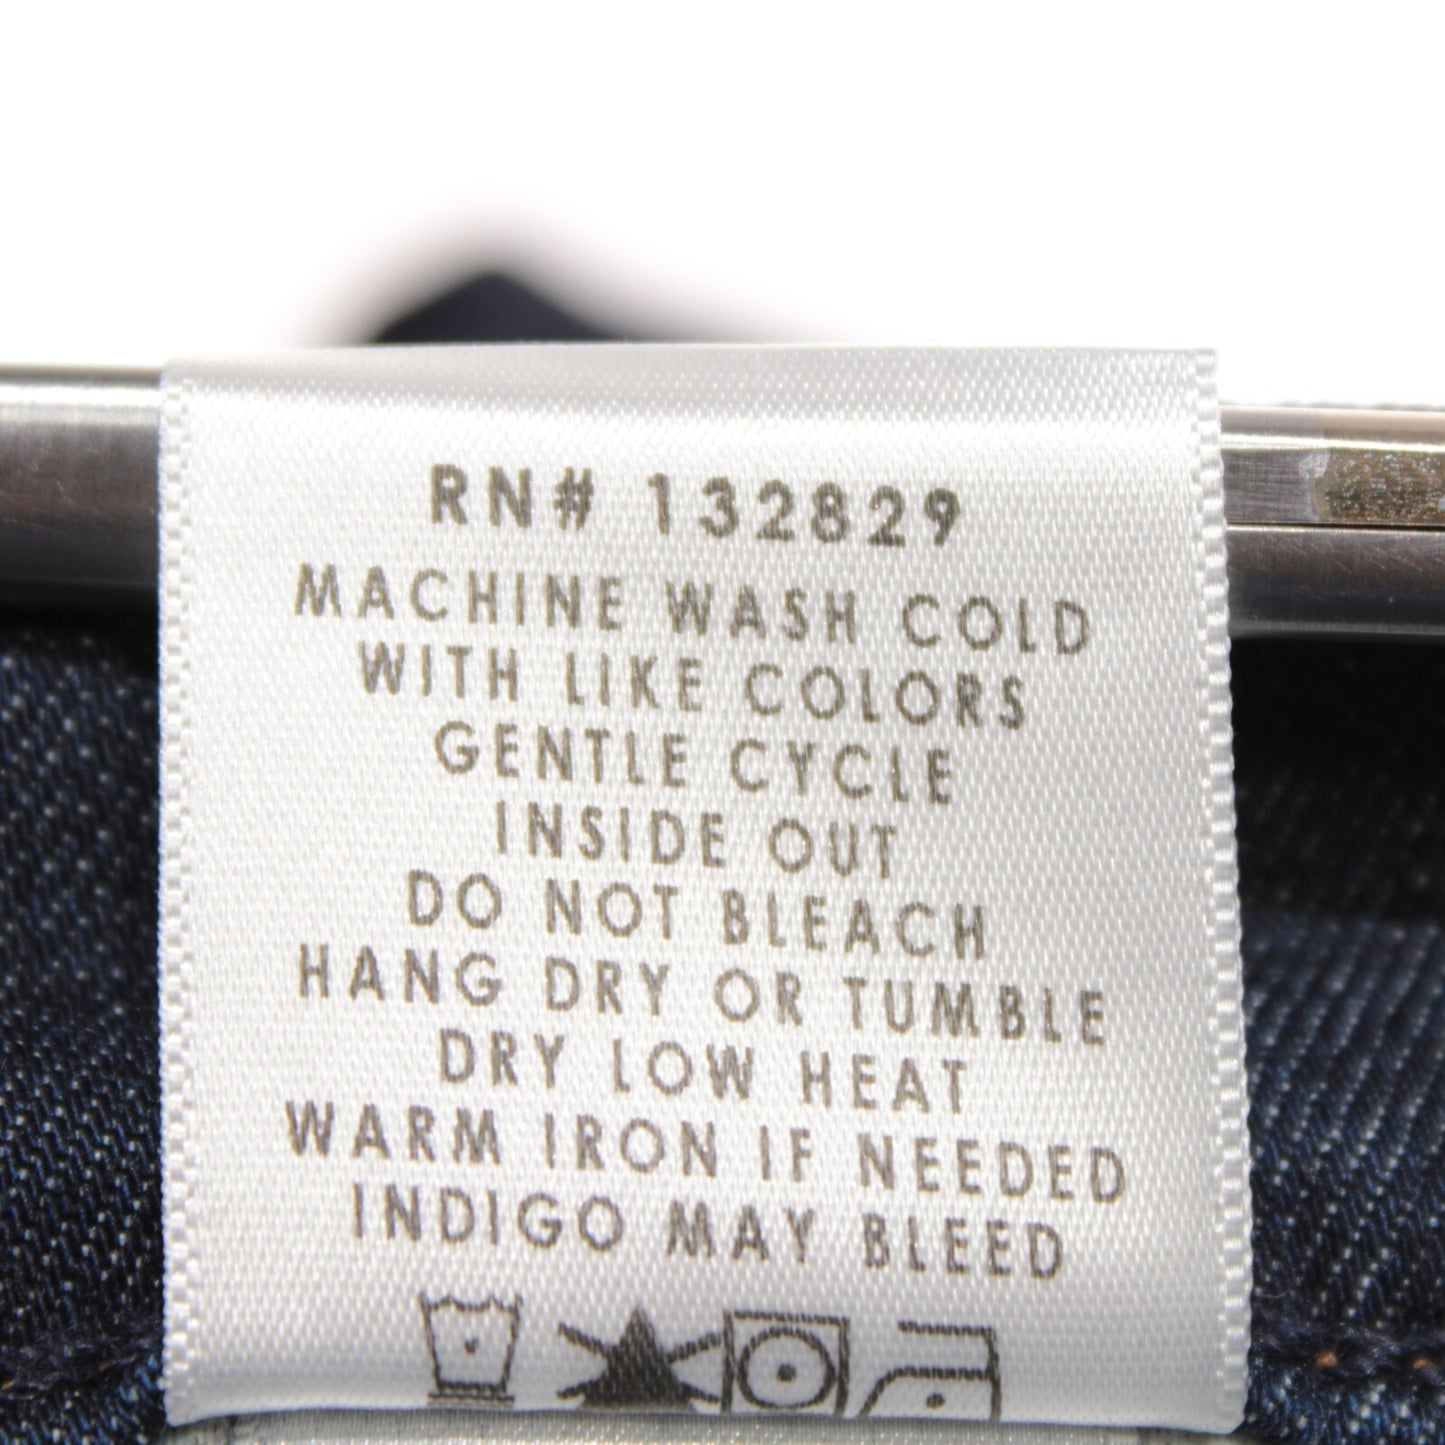 RN# 132829
MACHINE WASH COLD
WITH LIKE COLORS
GENTLE CYCLE
INSIDE OUT
DO NOT BLEACH
HANG DRY OR TUMBLE
DRY LOW HEAT
WARM IRON IF NEEDED
INDIGO MAY BLEED